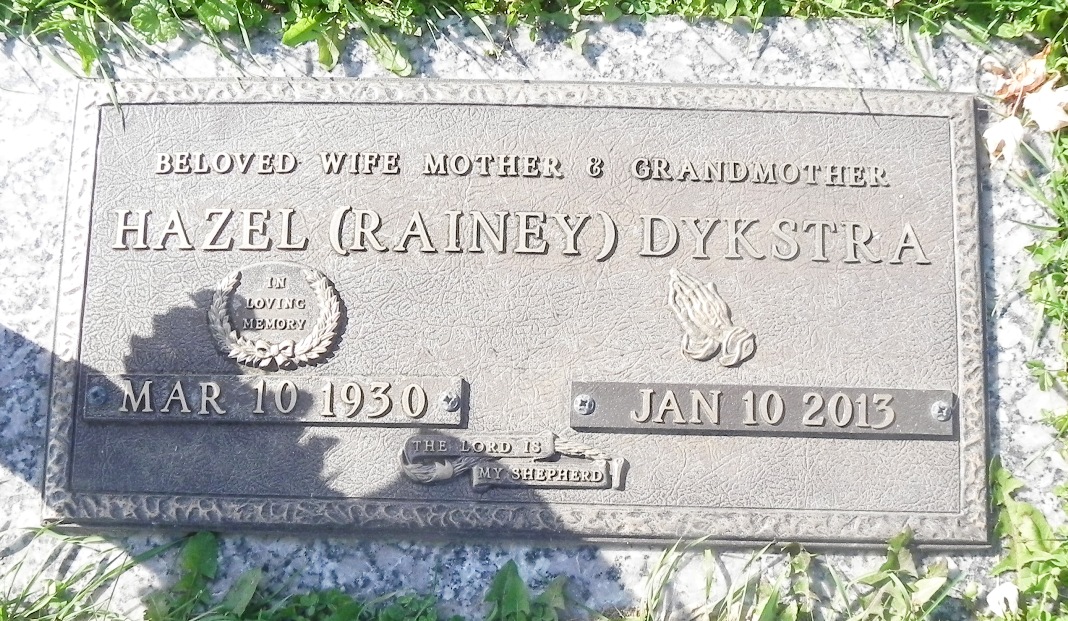 BELOVED WIFE MOTHER & GRANDMOTHER
HAZEL (RAINEY) DYKSTRA
IN
LOVING
MEMORY
MAR 10 1930
JAN 10 2013
THE LORD IS
MY SHEPHERD